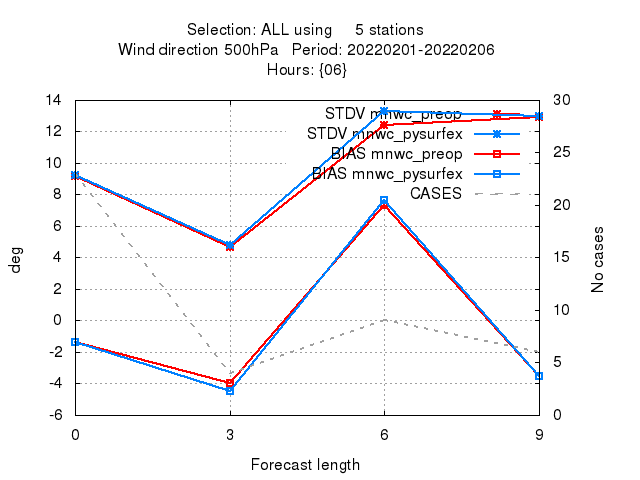 Selection: ALL using 5 stations
Wind direction 500hPa Period: 20220201-20220206
Hours: {06}
14 30
STDV mnwc_preop
12
STDV mnwc_pysurfex
25
BIAS mnwc_preop
10
BIAS mnwc_pysurfex
8 20
CASES
6
4 15
2
0 10
-2
5
-4
-6 0
deg
No cases
0 3 6 9
Forecast length